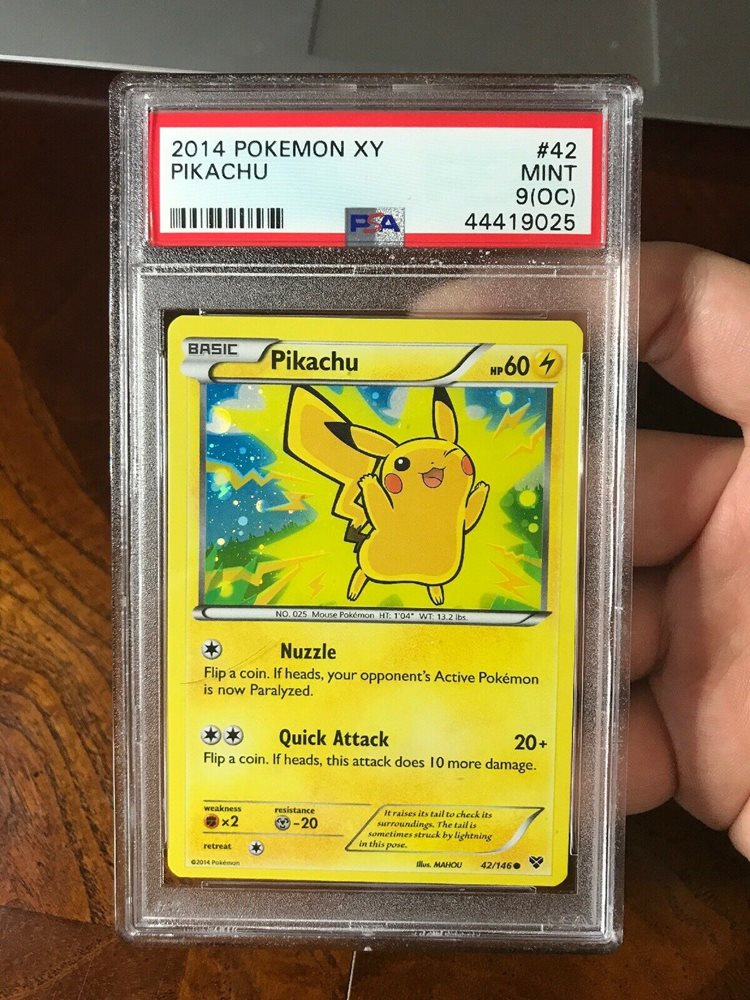 2014 POKEMON XY #42
PIKACHU MINT
9(OC)
PSA 44419025
BASIC Pikachu HP60
NO. 025 Mouse Pokémon HT: 1'04" WT: 13.2 lbs.
Nuzzle
Flip a coin. If heads, your opponent's Active Pokémon
is now Paralyzed.
Quick Attack 20+
Flip a coin. If heads, this attack does 10 more damage.
weakness resistance
×2 -20
retreat
It raises its tail to check its
surroundings. The tail is
sometimes struck by lightning
in this pose.
©2014 Pokémon Illus. MAHOU 42/146
PSA